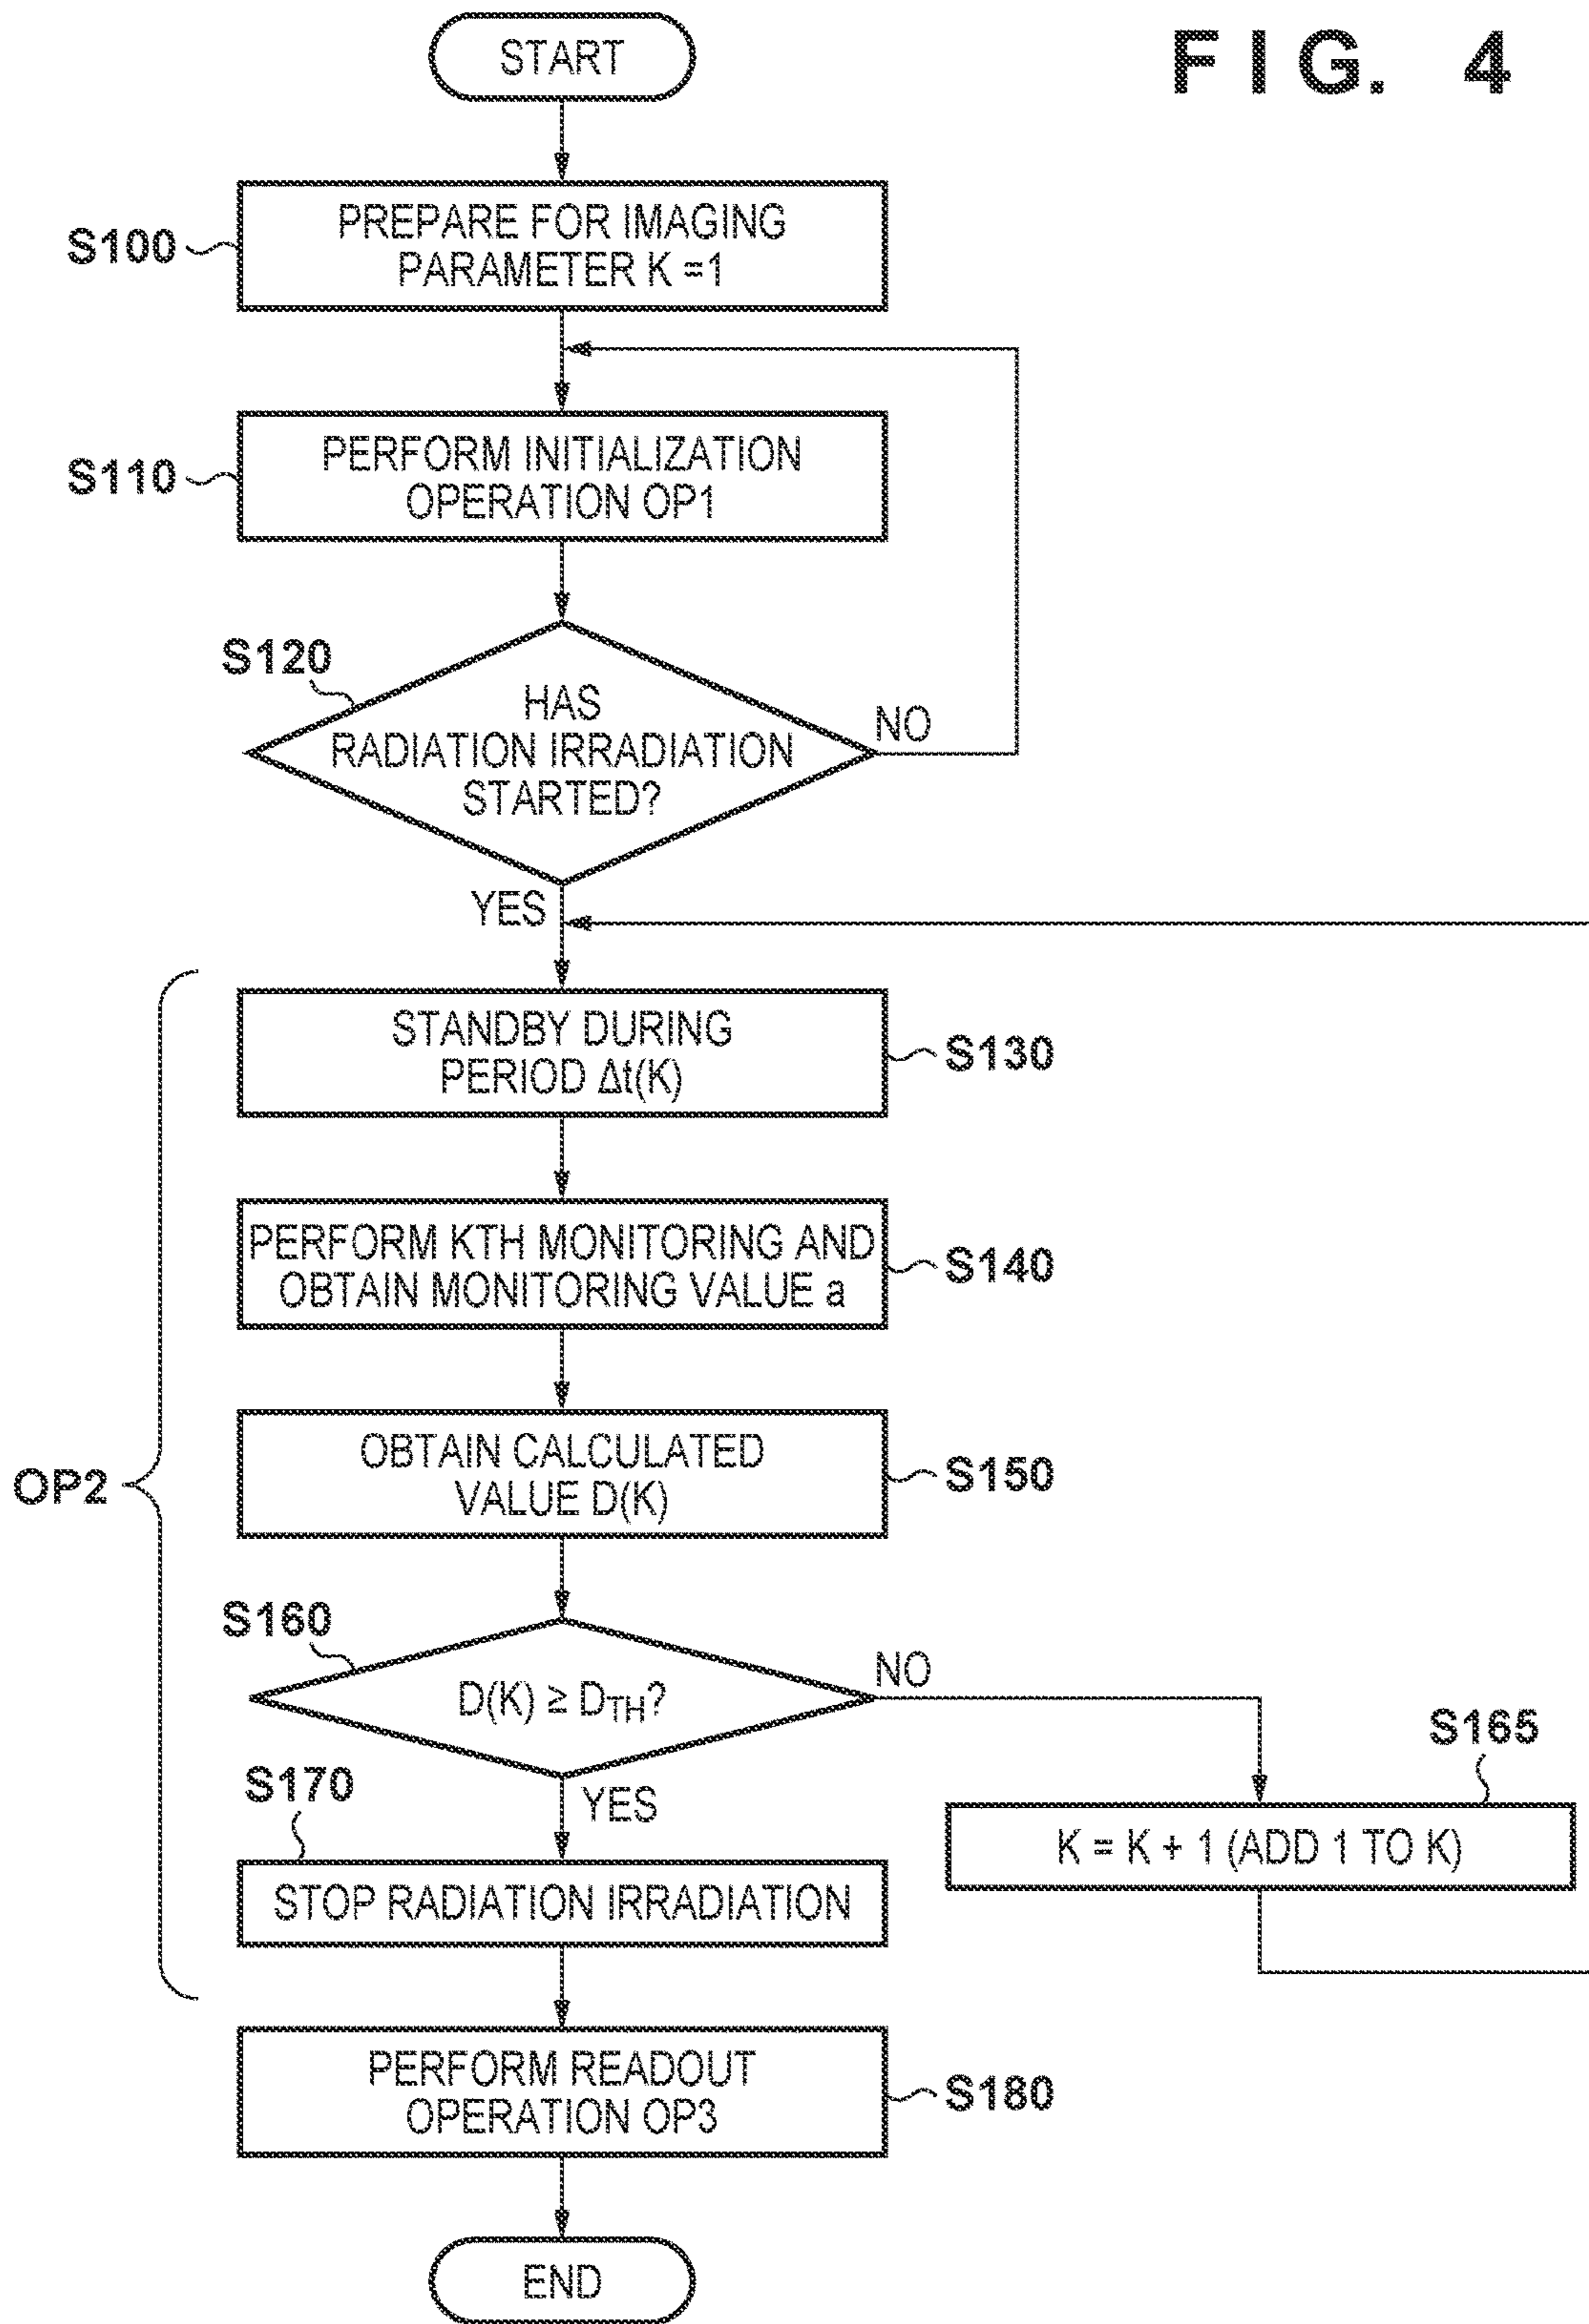 FIG. 4
START
S100
PREPARE FOR IMAGING
PARAMETER K =1
S110
PERFORM INITIALIZATION
OPERATION OP1
S120
HAS
RADIATION IRRADIATION
STARTED?
NO
YES
OP2
STANDBY DURING
PERIOD Δt(K)
S130
PERFORM KTH MONITORING AND
OBTAIN MONITORING VALUE a
S140
OBTAIN CALCULATED
VALUE D(K)
S150
S160
D(K) ≥ DTH?
NO
YES
S165
K = K + 1 (ADD 1 TO K)
S170
STOP RADIATION IRRADIATION
PERFORM READOUT
OPERATION OP3
S180
END